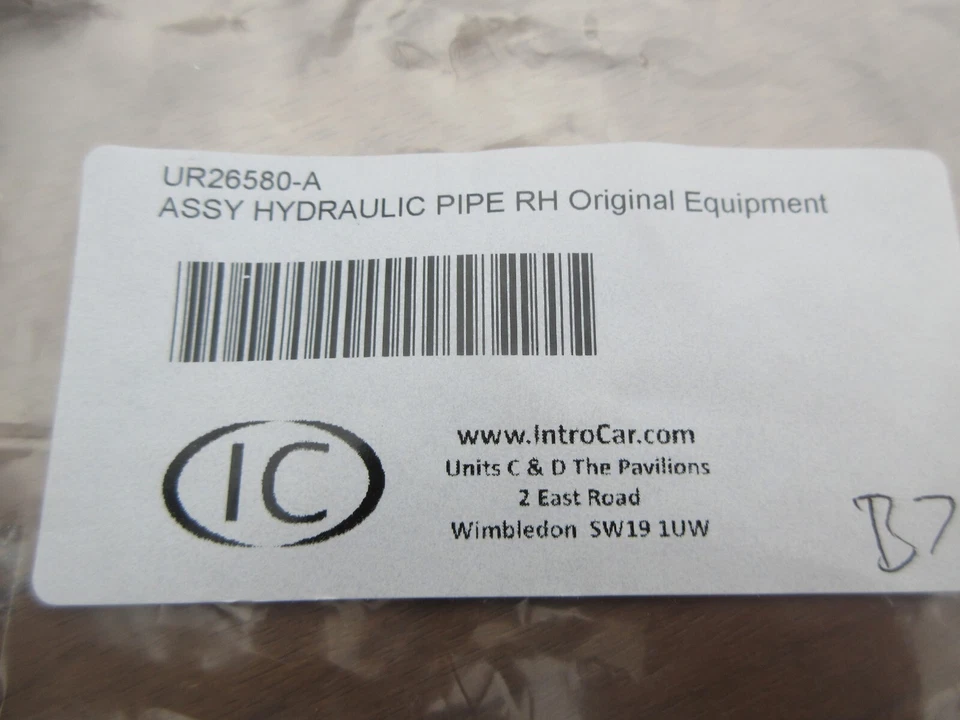 UR26580-A
ASSY HYDRAULIC PIPE RH Original Equipment
IC
www.IntroCar.com
Units C & D The Pavilions
2 East Road
Wimbledon SW19 1UW
B7